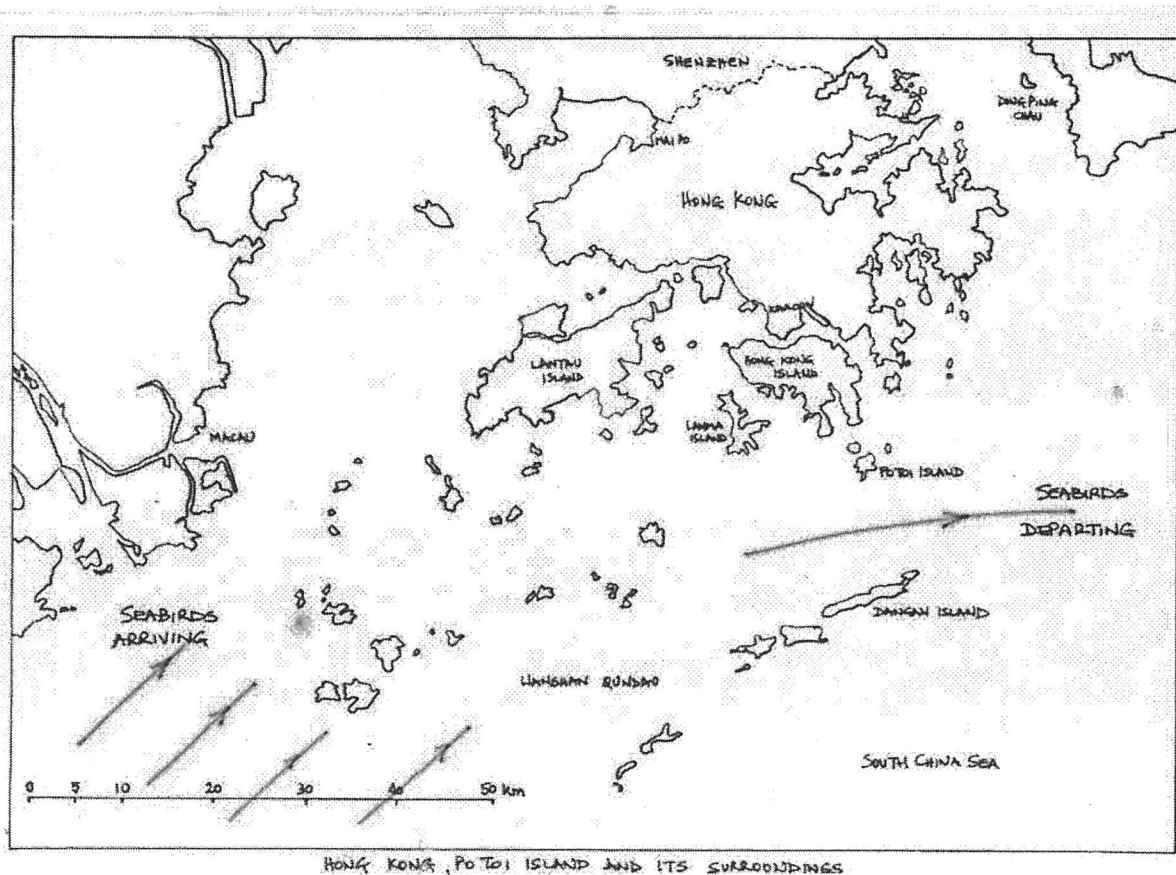 SHENZHEN
DONG PING
CHAU
MAI PO
HONG KONG
KOWLOON
LANTAU
ISLAND
HONG KONG
ISLAND
LAMMA
ISLAND
MACAU
PO TOI ISLAND
SEABIRDS
DEPARTING
SEABIRDS
ARRIVING
DANGAN ISLAND
WANSHAN QUNDAO
SOUTH CHINA SEA
0 5 10 20 30 40 50 km
HONG KONG, PO TOI ISLAND AND ITS SURROUNDINGS